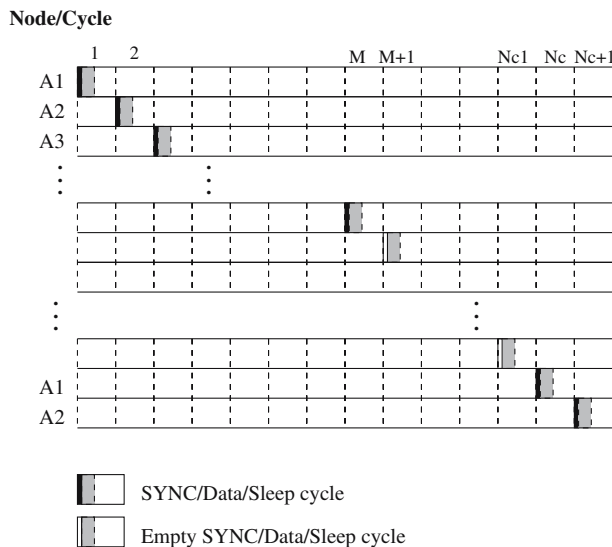 Node/Cycle
1 2 M M+1 Nc1 Nc Nc+1
A1
A2
A3
A1
A2
SYNC/Data/Sleep cycle
Empty SYNC/Data/Sleep cycle